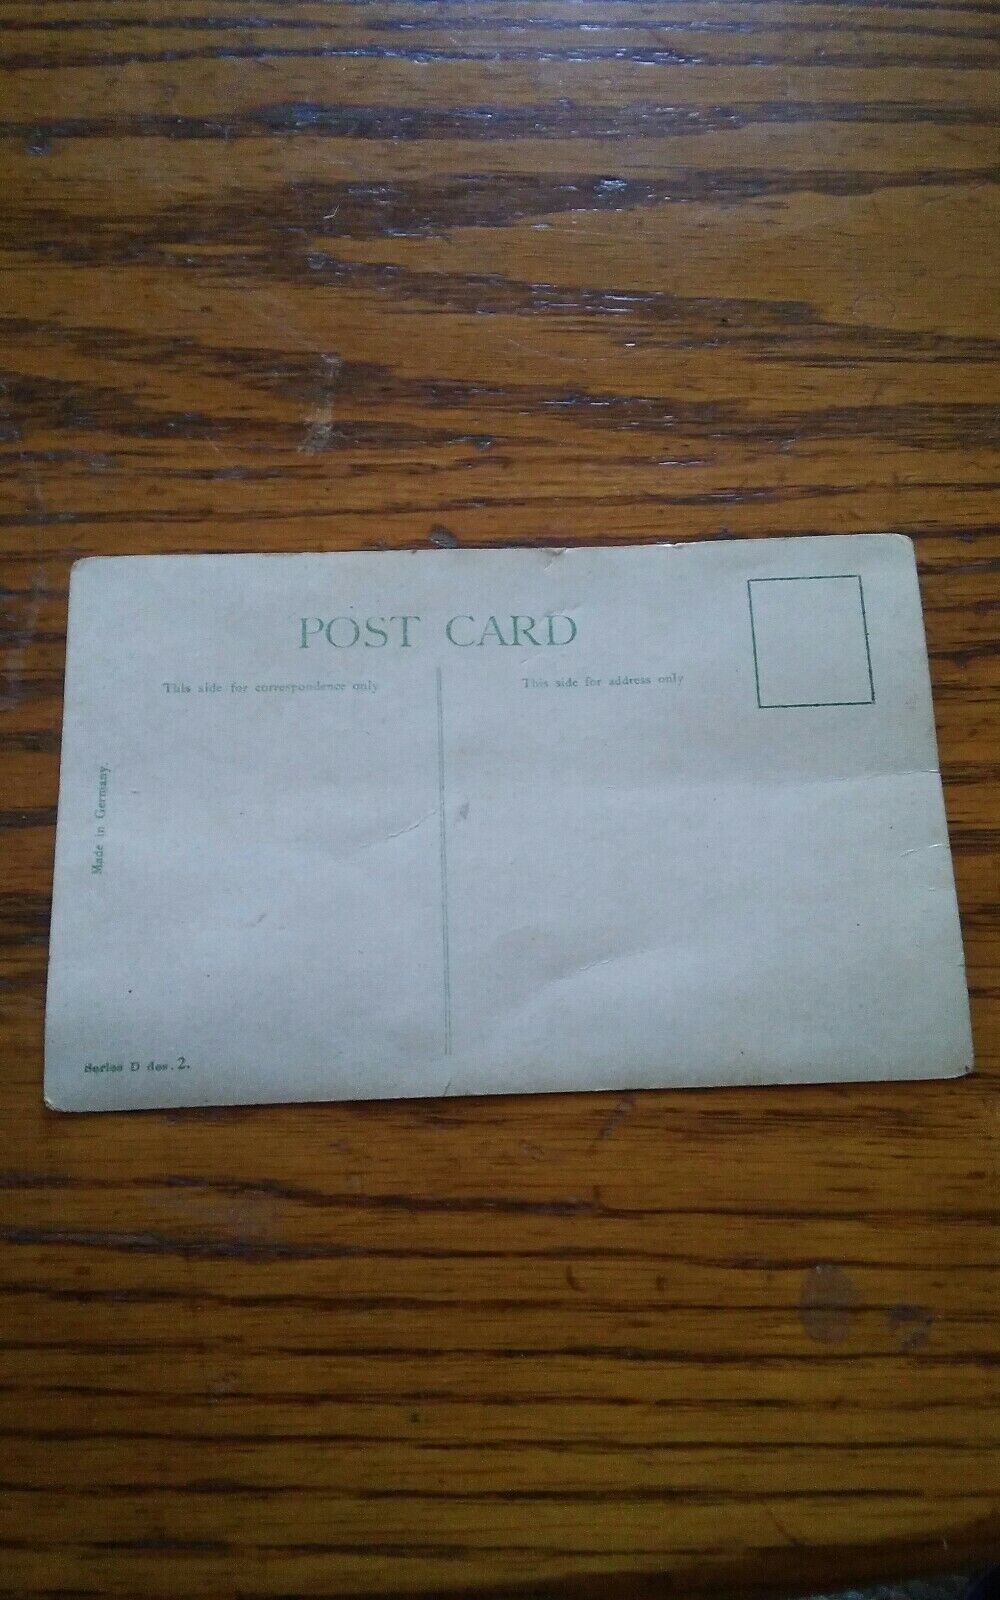 POST CARD
This side for correspondence only
This side for address only
Made in Germany.
Series D des. 2.